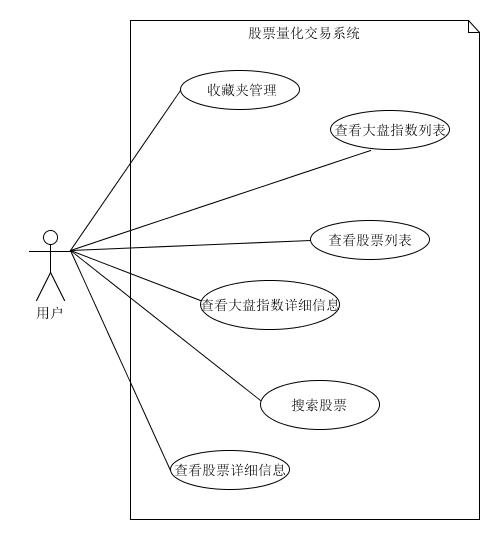 股票量化交易系统
收藏夹管理
查看大盘指数列表
查看股票列表
查看大盘指数详细信息
用户
搜索股票
查看股票详细信息